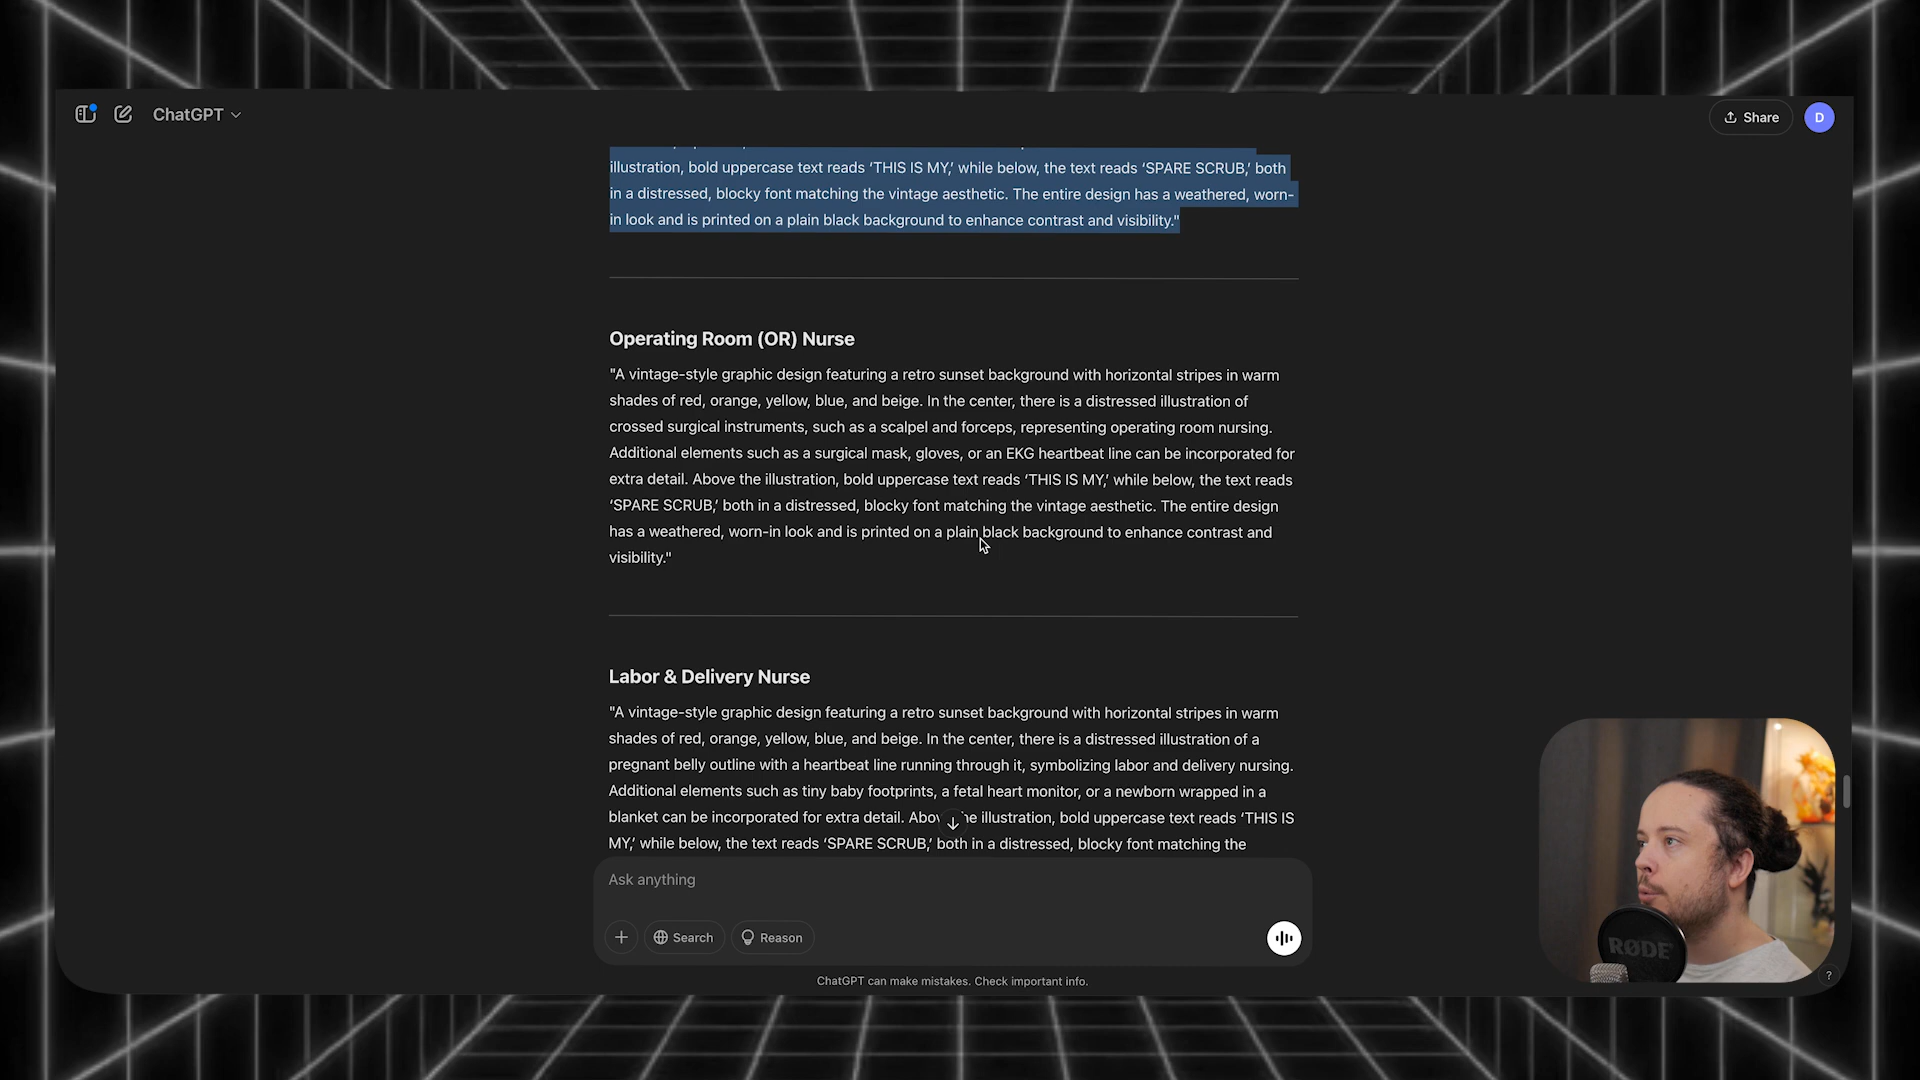 ChatGPT
Share
D
illustration, bold uppercase text reads ‘THIS IS MY,’ while below, the text reads ‘SPARE SCRUB,’ both
in a distressed, blocky font matching the vintage aesthetic. The entire design has a weathered, worn-
in look and is printed on a plain black background to enhance contrast and visibility."
Operating Room (OR) Nurse
"A vintage-style graphic design featuring a retro sunset background with horizontal stripes in warm
shades of red, orange, yellow, blue, and beige. In the center, there is a distressed illustration of
crossed surgical instruments, such as a scalpel and forceps, representing operating room nursing.
Additional elements such as a surgical mask, gloves, or an EKG heartbeat line can be incorporated for
extra detail. Above the illustration, bold uppercase text reads ‘THIS IS MY,’ while below, the text reads
‘SPARE SCRUB,’ both in a distressed, blocky font matching the vintage aesthetic. The entire design
has a weathered, worn-in look and is printed on a plain black background to enhance contrast and
visibility."
Labor & Delivery Nurse
"A vintage-style graphic design featuring a retro sunset background with horizontal stripes in warm
shades of red, orange, yellow, blue, and beige. In the center, there is a distressed illustration of a
pregnant belly outline with a heartbeat line running through it, symbolizing labor and delivery nursing.
Additional elements such as tiny baby footprints, a fetal heart monitor, or a newborn wrapped in a
blanket can be incorporated for extra detail. Above the illustration, bold uppercase text reads ‘THIS IS
MY,’ while below, the text reads ‘SPARE SCRUB,’ both in a distressed, blocky font matching the
Ask anything
Search
Reason
RØDE
ChatGPT can make mistakes. Check important info.
?